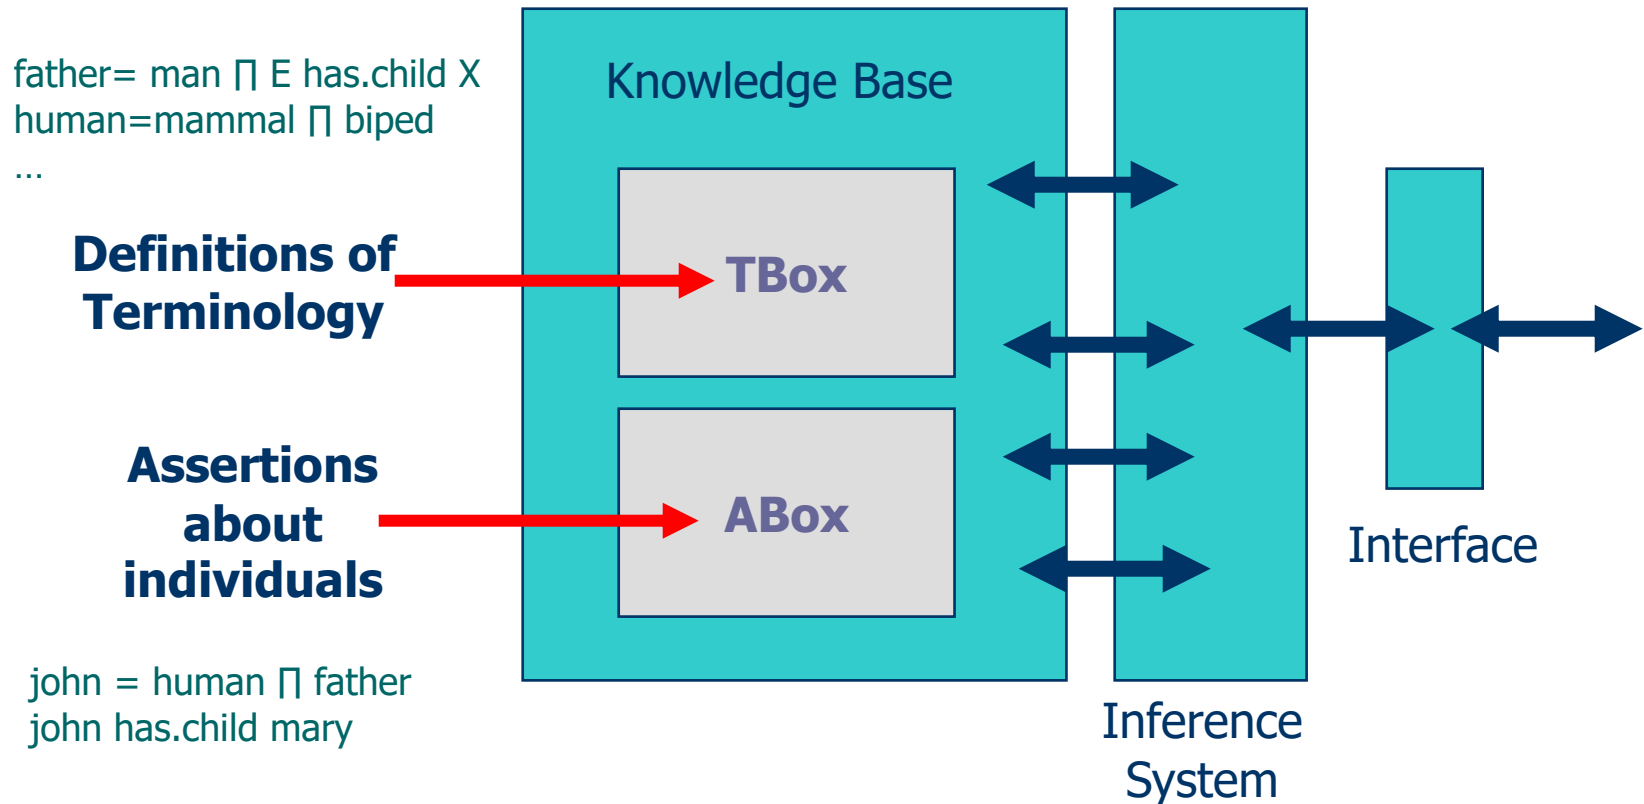 father= man ∏ E has.child X
human=mammal ∏ biped
...
Definitions of
Terminology
Assertions
about
individuals
john = human ∏ father
john has.child mary
Knowledge Base
TBox
ABox
Inference
System
Interface